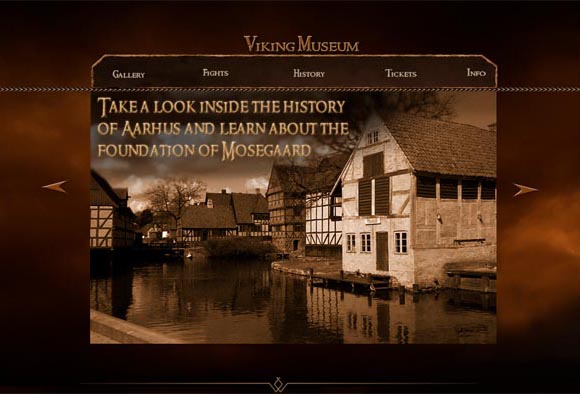 Viking Museum
Gallery Fights History Tickets Info
Take a look inside the history
of Aarhus and learn about the
foundation of Mosegaard